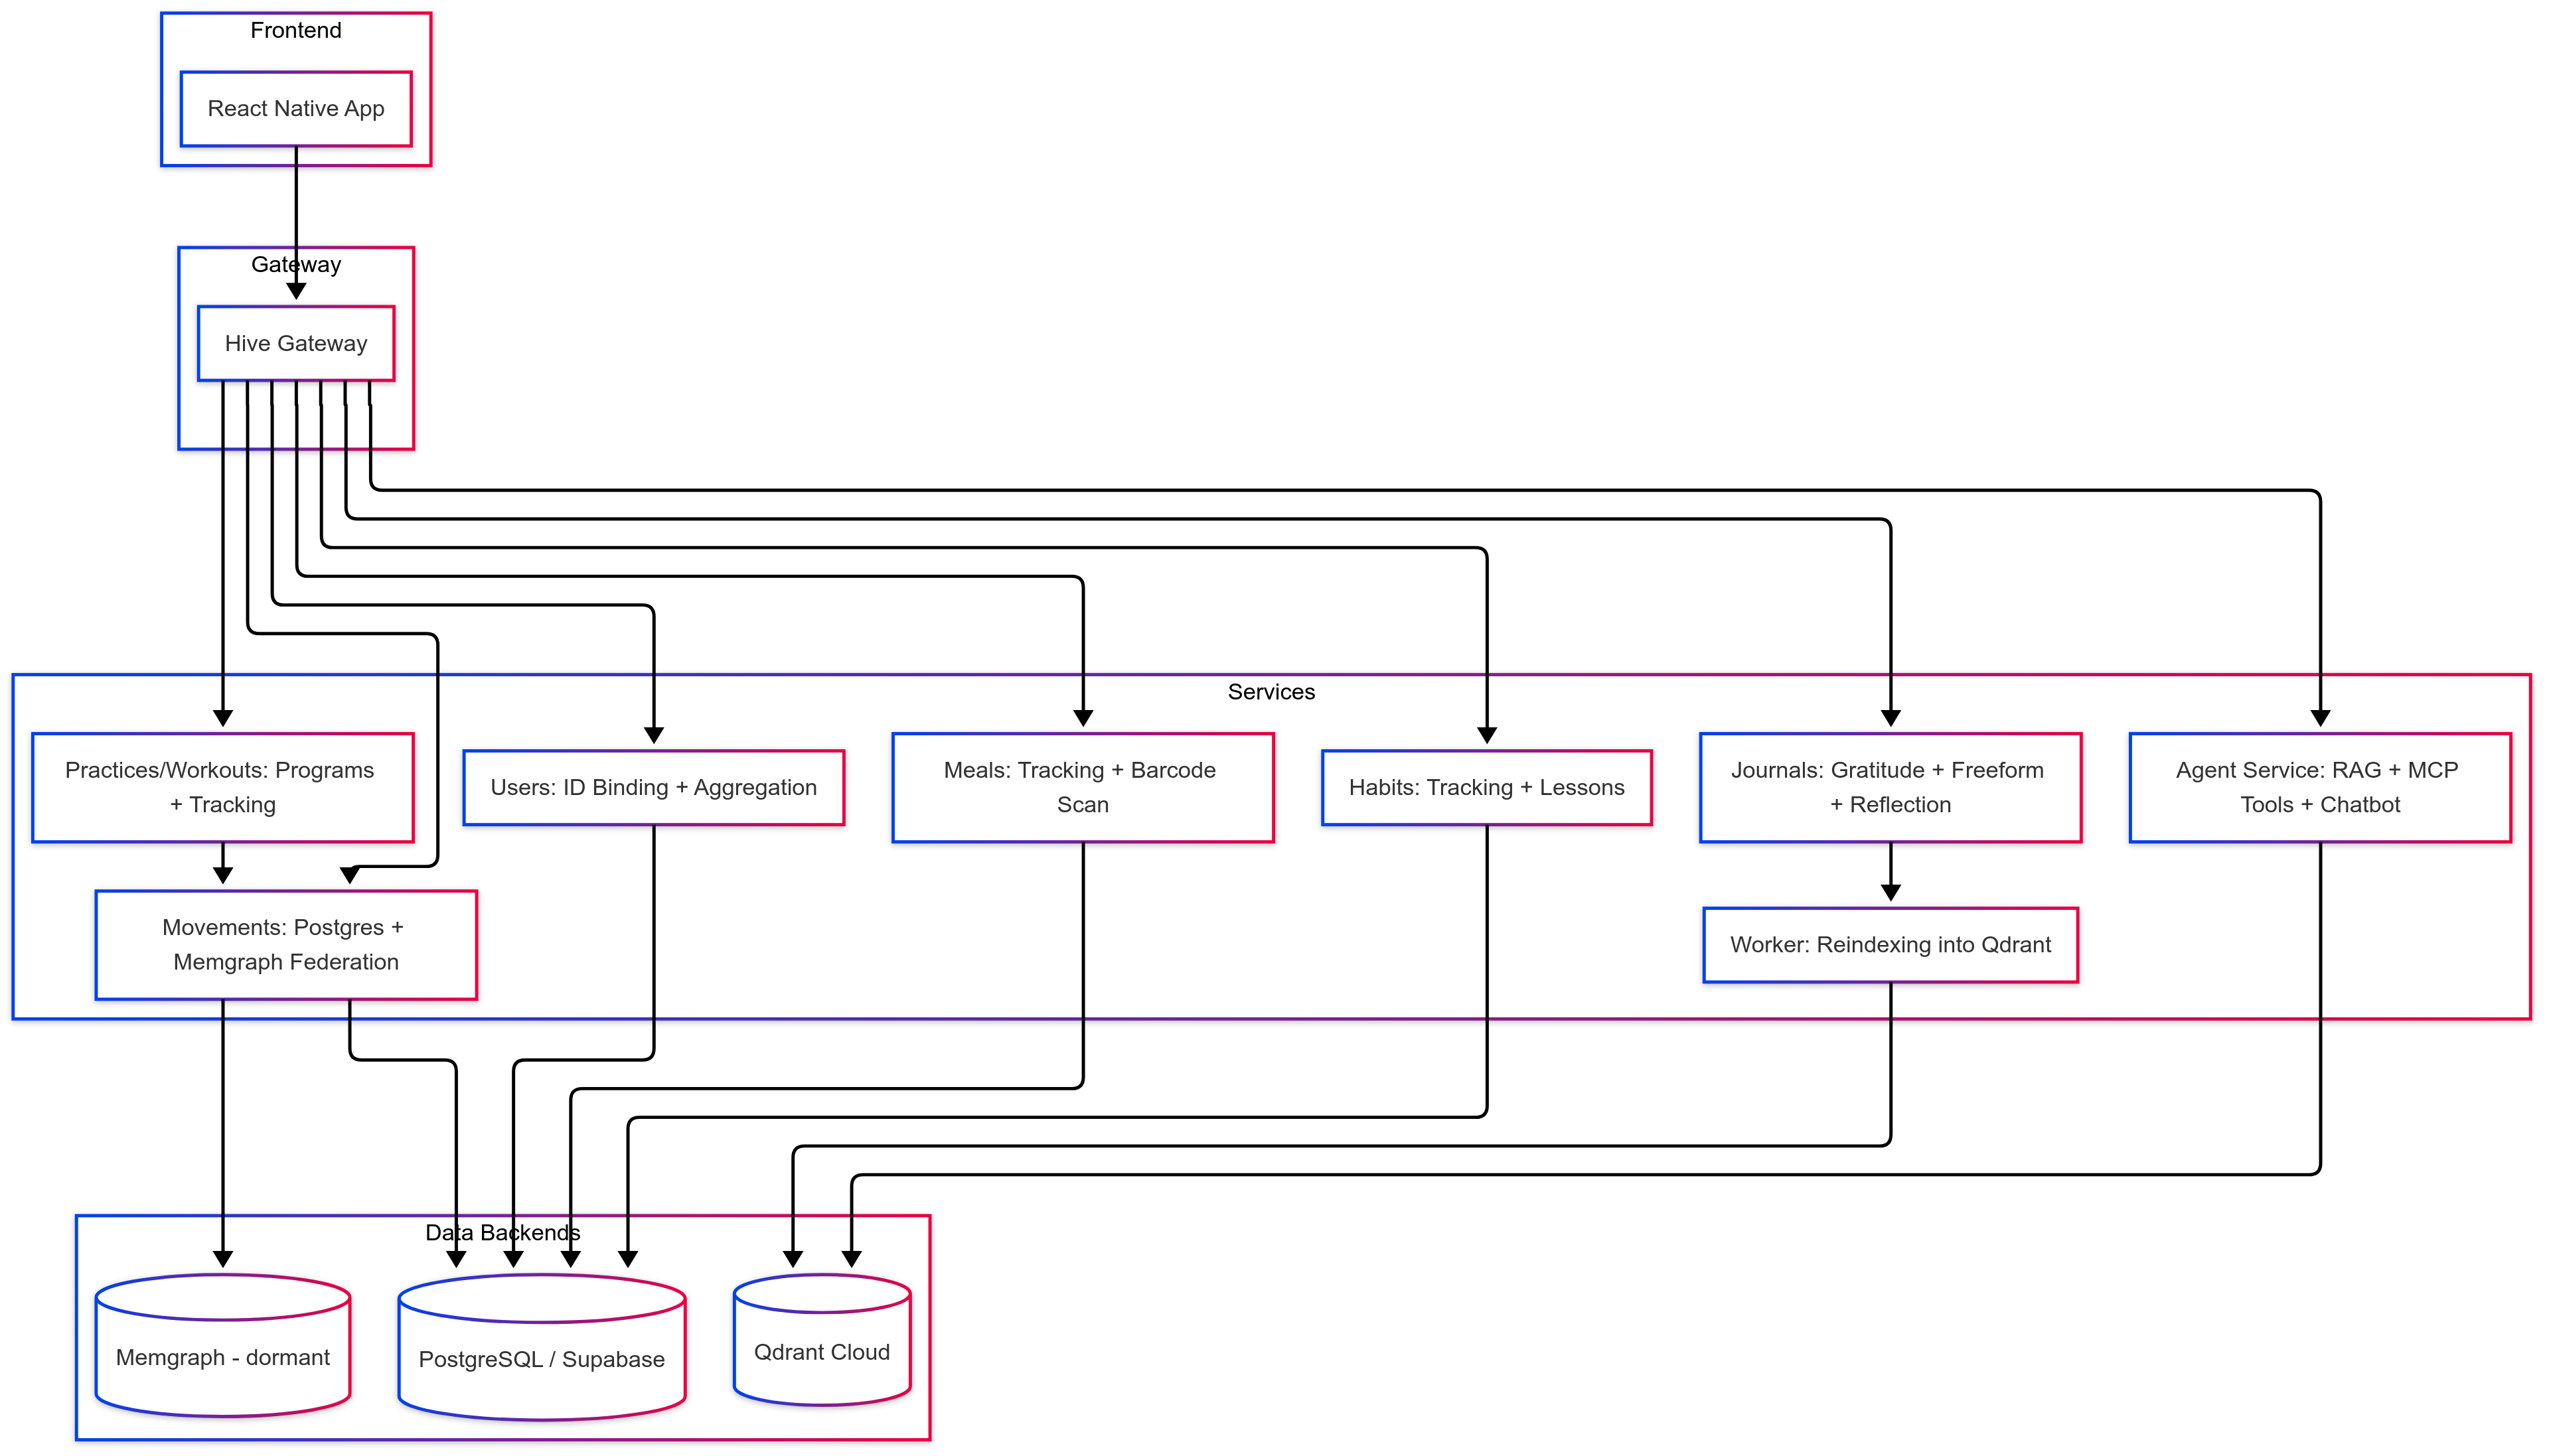 Frontend
React Native App
Gateway
Hive Gateway
Services
Practices/Workouts: Programs
+ Tracking
Users: ID Binding + Aggregation
Meals: Tracking + Barcode
Scan
Habits: Tracking + Lessons
Journals: Gratitude + Freeform
+ Reflection
Agent Service: RAG + MCP
Tools + Chatbot
Movements: Postgres +
Memgraph Federation
Worker: Reindexing into Qdrant
Data Backends
Memgraph - dormant
PostgreSQL / Supabase
Qdrant Cloud